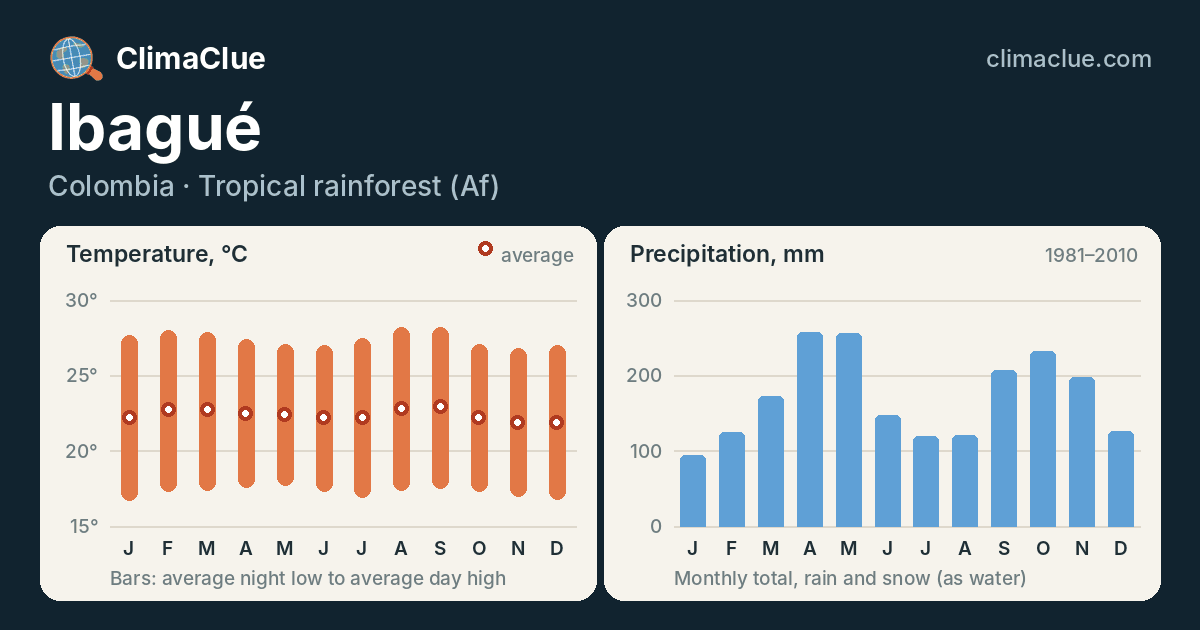 ClimaClue
climaclue.com
Ibagué
Colombia · Tropical rainforest (Af)
Temperature, °C
average
30°
25°
20°
15°
J F M A M J J A S O N D
Bars: average night low to average day high
Precipitation, mm
1981–2010
300
200
100
0
J F M A M J J A S O N D
Monthly total, rain and snow (as water)